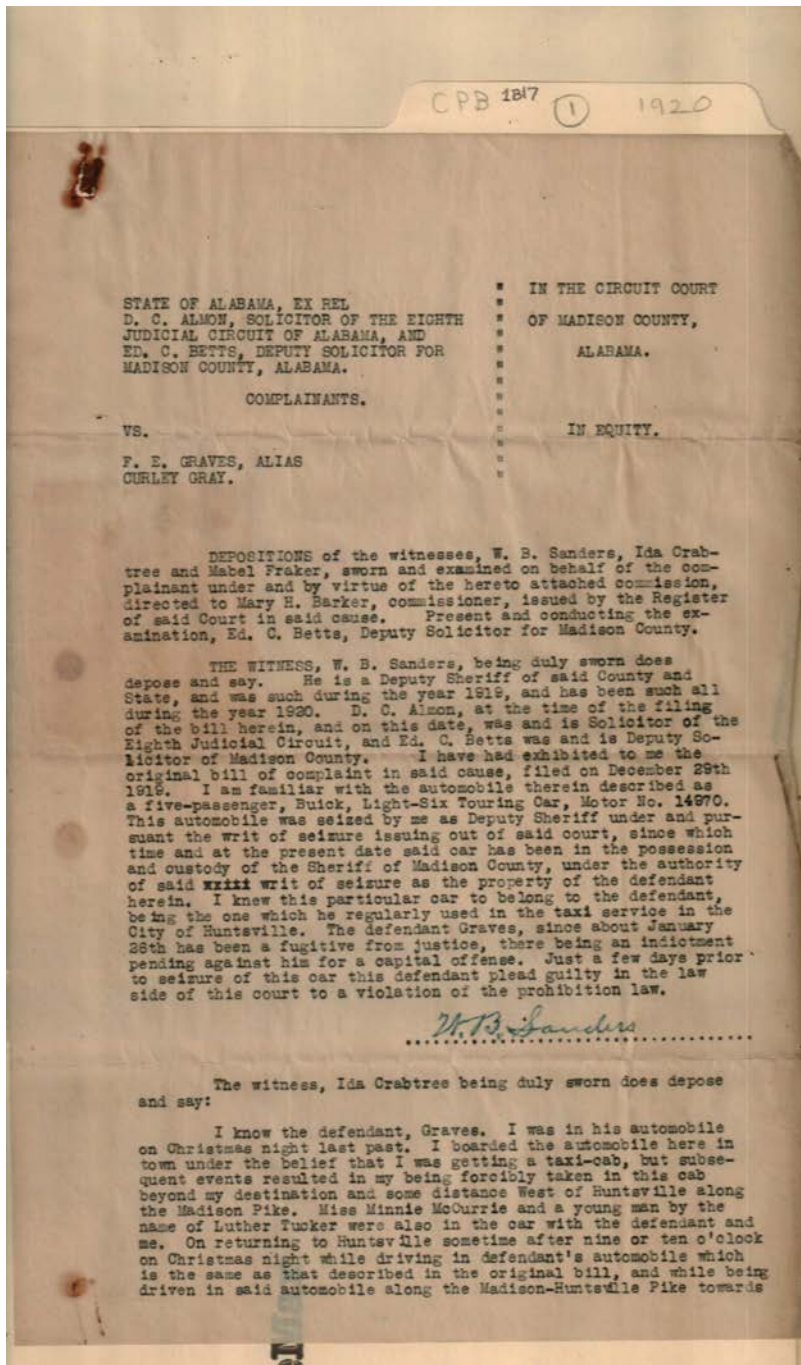 CPB 1817 1 1920
STATE OF ALABAMA, EX REL
D. C. ALMON, SOLICITOR OF THE EIGHTH
JUDICIAL CIRCUIT OF ALABAMA, AND
ED. C. BETTS, DEPUTY SOLICITOR FOR
MADISON COUNTY, ALABAMA.
COMPLAINANTS.
VS.
F. E. GRAVES, ALIAS
CURLEY GRAY.
IN THE CIRCUIT COURT
OF MADISON COUNTY,
ALABAMA.
IN EQUITY.
DEPOSITIONS of the witnesses, W. B. Sanders, Ida Crab-
tree and Mabel Fraker, sworn and examined on behalf of the com-
plainant under and by virtue of the hereto attached commission,
directed to Mary H. Barker, commissioner, issued by the Register
of said Court in said cause. Present and conducting the ex-
amination, Ed. C. Betts, Deputy Solicitor for Madison County.
THE WITNESS, W. B. Sanders, being duly sworn does
depose and say. He is a Deputy Sheriff of said County and
State, and was such during the year 1919, and has been such all
during the year 1920. D. C. Almon, at the time of the filing
of the bill herein, and on this date, was and is Solicitor of the
Eighth Judicial Circuit, and Ed. C. Betts was and is Deputy So-
licitor of Madison County. I have had exhibited to me the
original bill of complaint in said cause, filed on December 29th
1919. I am familiar with the automobile therein described as
a five-passenger, Buick, Light-Six Touring Car, Motor No. 14970.
This automobile was seized by me as Deputy Sheriff under and pur-
suant the writ of seizure issuing out of said court, since which
time and at the present date said car has been in the possession
and custody of the Sheriff of Madison County, under the authority
of said xxiii writ of seizure as the property of the defendant
herein. I knew this particular car to belong to the defendant,
being the one which he regularly used in the taxi service in the
City of Huntsville. The defendant Graves, since about January
26th has been a fugitive from justice, there being an indictment
pending against him for a capital offense. Just a few days prior
to seizure of this car this defendant plead guilty in the law
side of this court to a violation of the prohibition law.
W. B. Sanders
The witness, Ida Crabtree being duly sworn does depose
and say:
I know the defendant, Graves. I was in his automobile
on Christmas night last past. I boarded the automobile here in
town under the belief that I was getting a taxi-cab, but subse-
quent events resulted in my being forcibly taken in this cab
beyond my destination and some distance West of Huntsville along
the Madison Pike. Miss Minnie McCurrie and a young man by the
name of Luther Tucker were also in the car with the defendant and
me. On returning to Huntsville sometime after nine or ten o'clock
on Christmas night while driving in defendant's automobile which
is the same as that described in the original bill, and while being
driven in said automobile along the Madison-Huntsville Pike towards